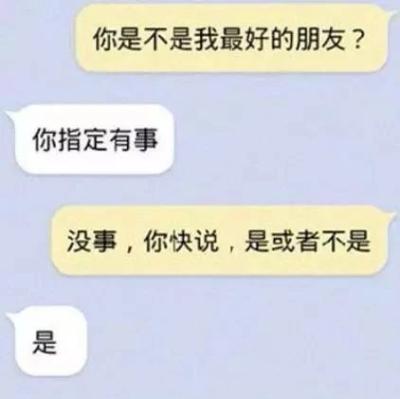 你是不是我最好的朋友？
你指定有事
没事，你快说，是或者不是
是